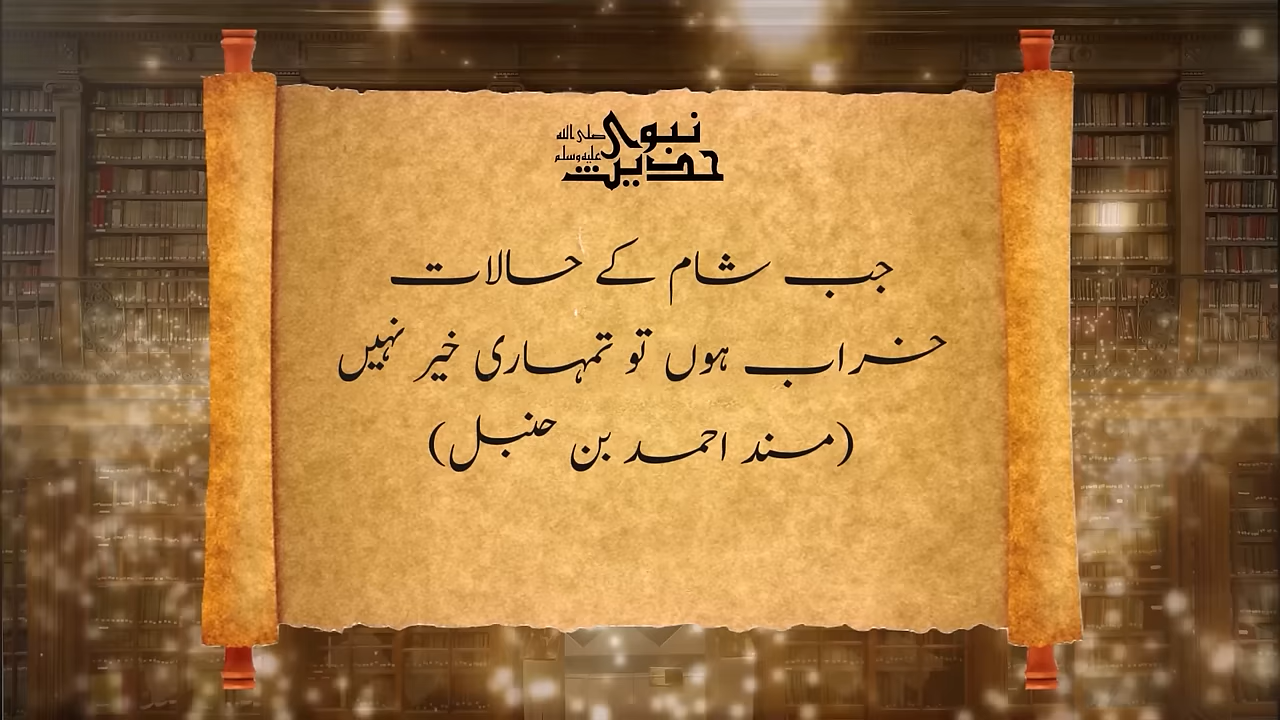 حدیث نبوی صلی اللہ علیہ وسلم
جب شام کے حالات
خراب ہوں تو تمہاری خیر نہیں
(مسند احمد بن حنبل)